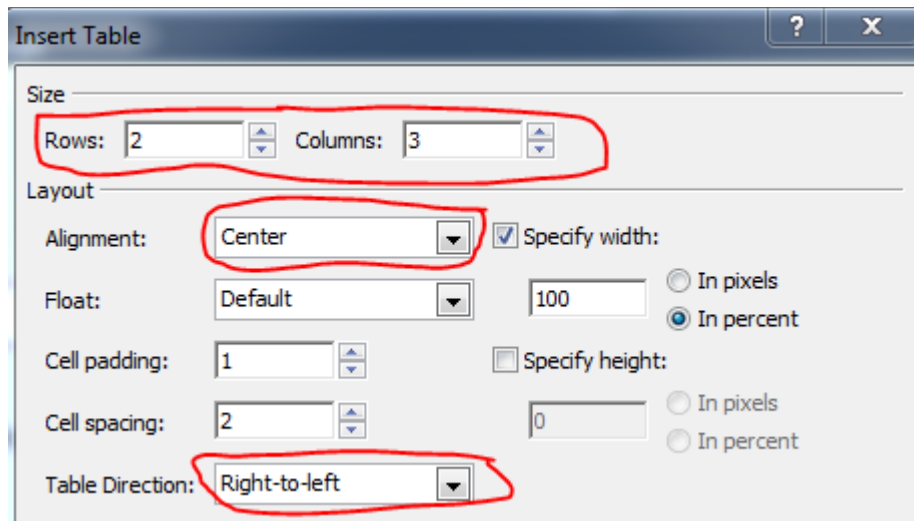 Insert Table ? X
Size
Rows: 2 Columns: 3
Layout
Alignment: Center Specify width:
Float: Default 100 In pixels
In percent
Cell padding: 1 Specify height:
Cell spacing: 2 0 In pixels
In percent
Table Direction: Right-to-left